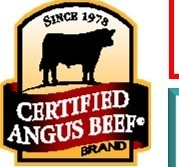 SINCE 1978
CERTIFIED
ANGUS BEEF®
BRAND